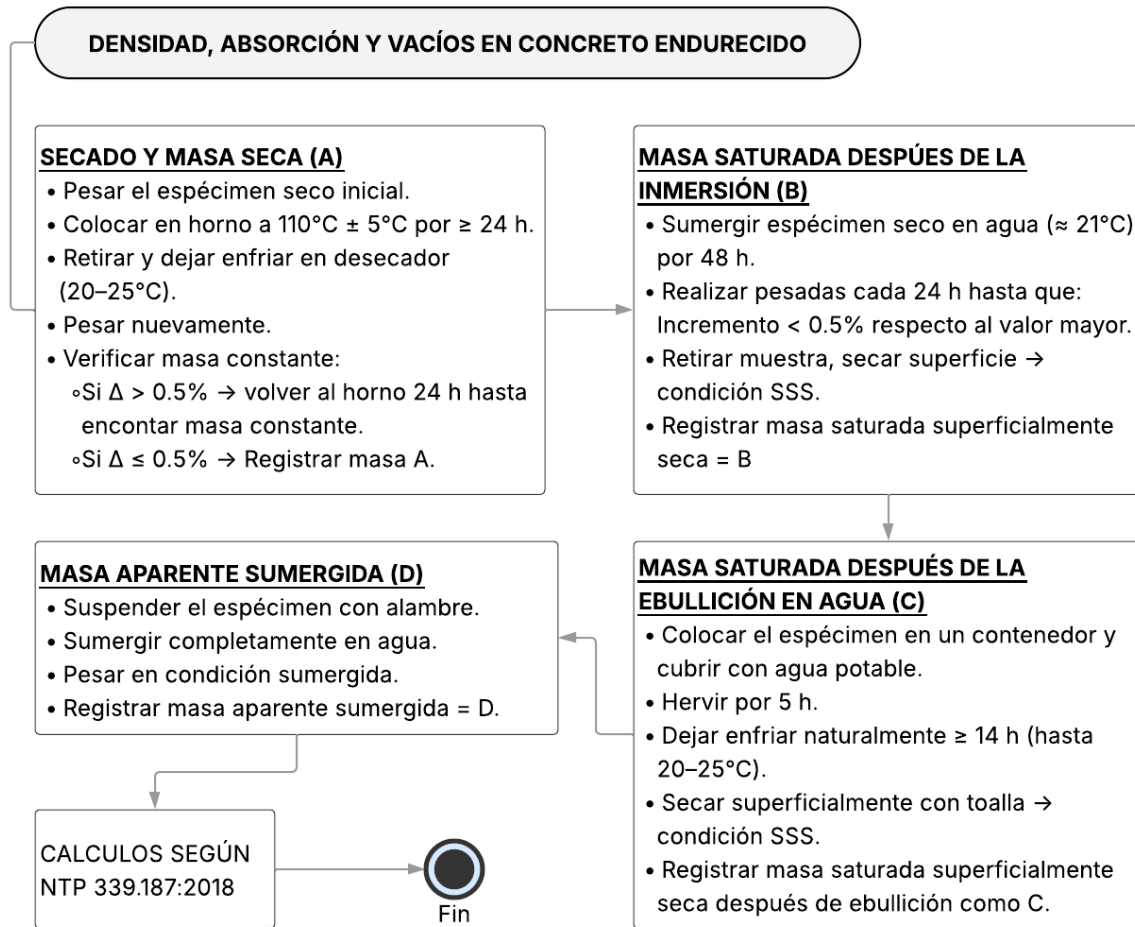 DENSIDAD, ABSORCIÓN Y VACÍOS EN CONCRETO ENDURECIDO
SECADO Y MASA SECA (A)
• Pesar el espécimen seco inicial.
• Colocar en horno a 110°C ± 5°C por ≥ 24 h.
• Retirar y dejar enfriar en desecador
(20–25°C).
• Pesar nuevamente.
• Verificar masa constante:
∘Si Δ > 0.5% → volver al horno 24 h hasta
encontar masa constante.
∘Si Δ ≤ 0.5% → Registrar masa A.
MASA SATURADA DESPÚES DE LA
INMERSIÓN (B)
• Sumergir espécimen seco en agua (≈ 21°C)
por 48 h.
• Realizar pesadas cada 24 h hasta que:
Incremento < 0.5% respecto al valor mayor.
• Retirar muestra, secar superficie →
condición SSS.
• Registrar masa saturada superficialmente
seca = B
MASA SATURADA DESPUÉS DE LA
EBULLICIÓN EN AGUA (C)
• Colocar el espécimen en un contenedor y
cubrir con agua potable.
• Hervir por 5 h.
• Dejar enfriar naturalmente ≥ 14 h (hasta
20–25°C).
• Secar superficialmente con toalla →
condición SSS.
• Registrar masa saturada superficialmente
seca después de ebullición como C.
MASA APARENTE SUMERGIDA (D)
• Suspender el espécimen con alambre.
• Sumergir completamente en agua.
• Pesar en condición sumergida.
• Registrar masa aparente sumergida = D.
CALCULOS SEGÚN
NTP 339.187:2018
Fin